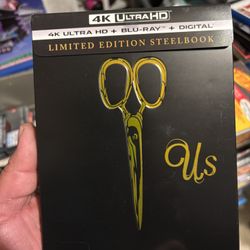 4K ULTRA HD
4K ULTRA HD + BLU-RAY + DIGITAL
LIMITED EDITION STEELBOOK
Us